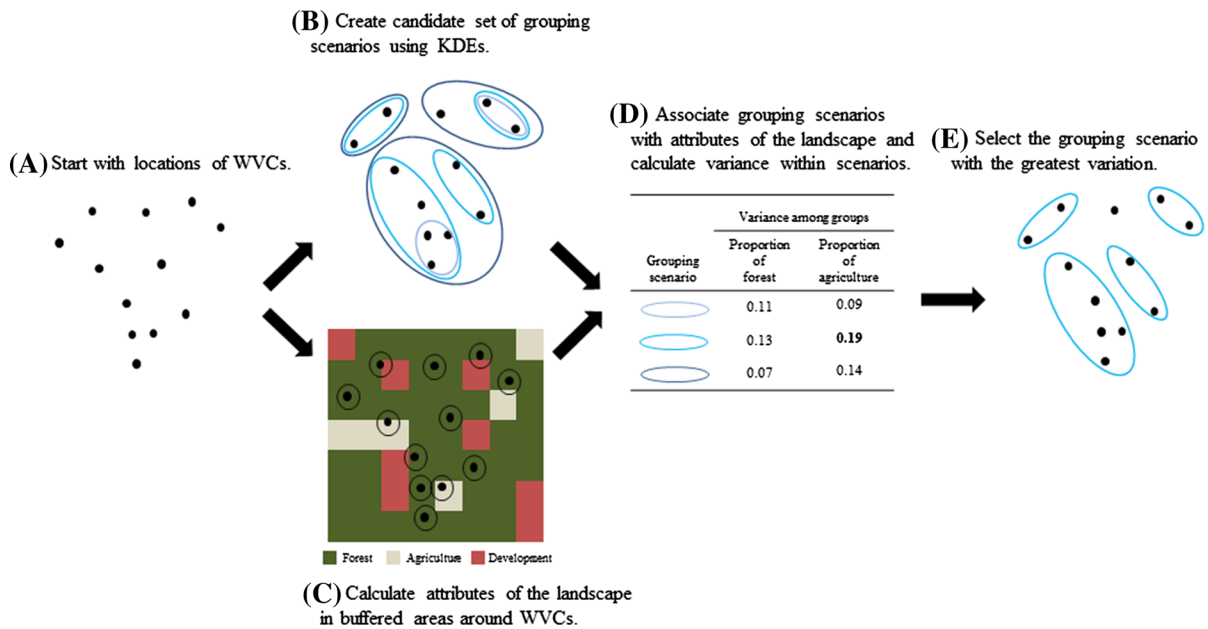 (A) Start with locations of WVCs.
(B) Create candidate set of grouping
scenarios using KDEs.
Forest Agriculture Development
(C) Calculate attributes of the landscape
in buffered areas around WVCs.
(D) Associate grouping scenarios
with attributes of the landscape and
calculate variance within scenarios.
Variance among groups
Grouping
scenario
Proportion
of
forest
Proportion
of
agriculture
0.11 0.09
0.13 0.19
0.07 0.14
(E) Select the grouping scenario
with the greatest variation.